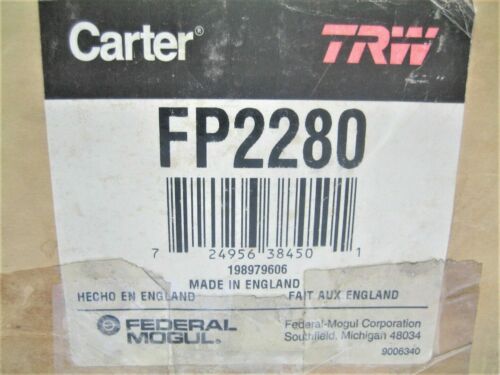 Carter® TRW
FP2280
7 24956 38450 1
198979606
MADE IN ENGLAND
HECHO EN ENGLAND FAIT AUX ENGLAND
FEDERAL MOGUL®
Federal-Mogul Corporation
Southfield, Michigan 48034
9006340